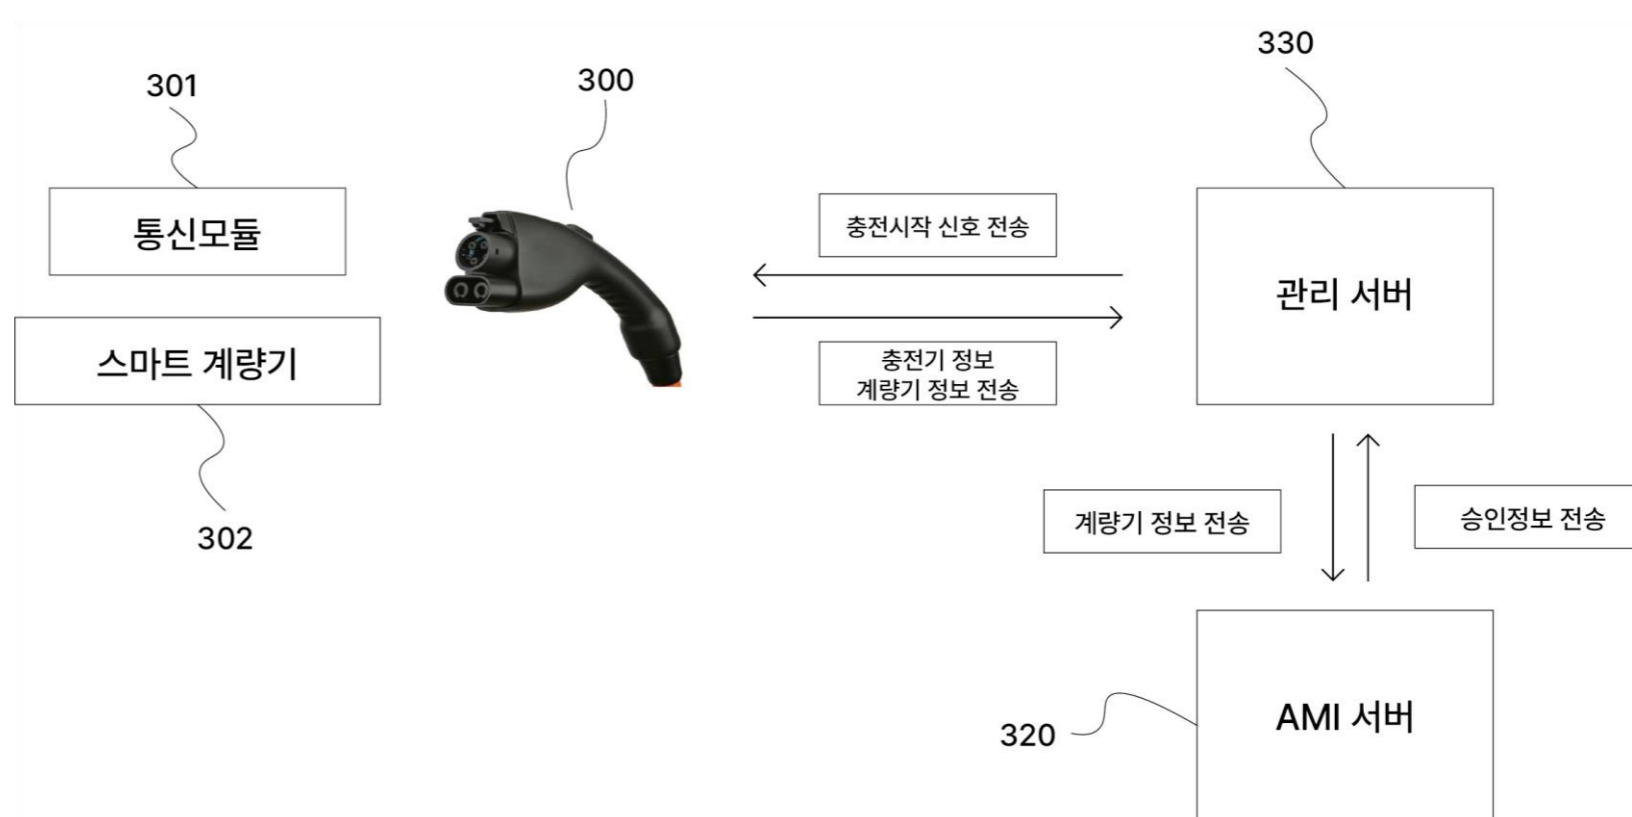 330
301
300
통신모듈
충전시작 신호 전송
관리 서버
스마트 계량기
충전기 정보
계량기 정보 전송
302
계량기 정보 전송
승인정보 전송
320
AMI 서버